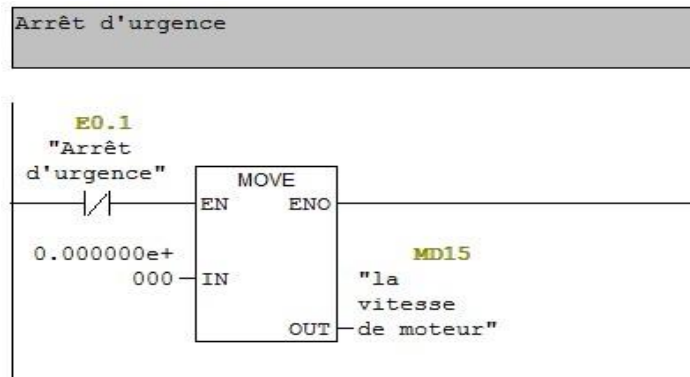 Arrêt d'urgence
E0.1
"Arrêt
d'urgence"
MOVE
EN ENO
0.000000e+
000
IN
MD15
"la
vitesse
de moteur"
OUT